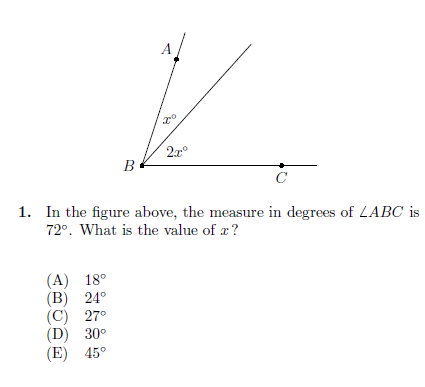 A
x°
2x°
B
C
1. In the figure above, the measure in degrees of ∠ABC is
72°. What is the value of x?
(A) 18°
(B) 24°
(C) 27°
(D) 30°
(E) 45°